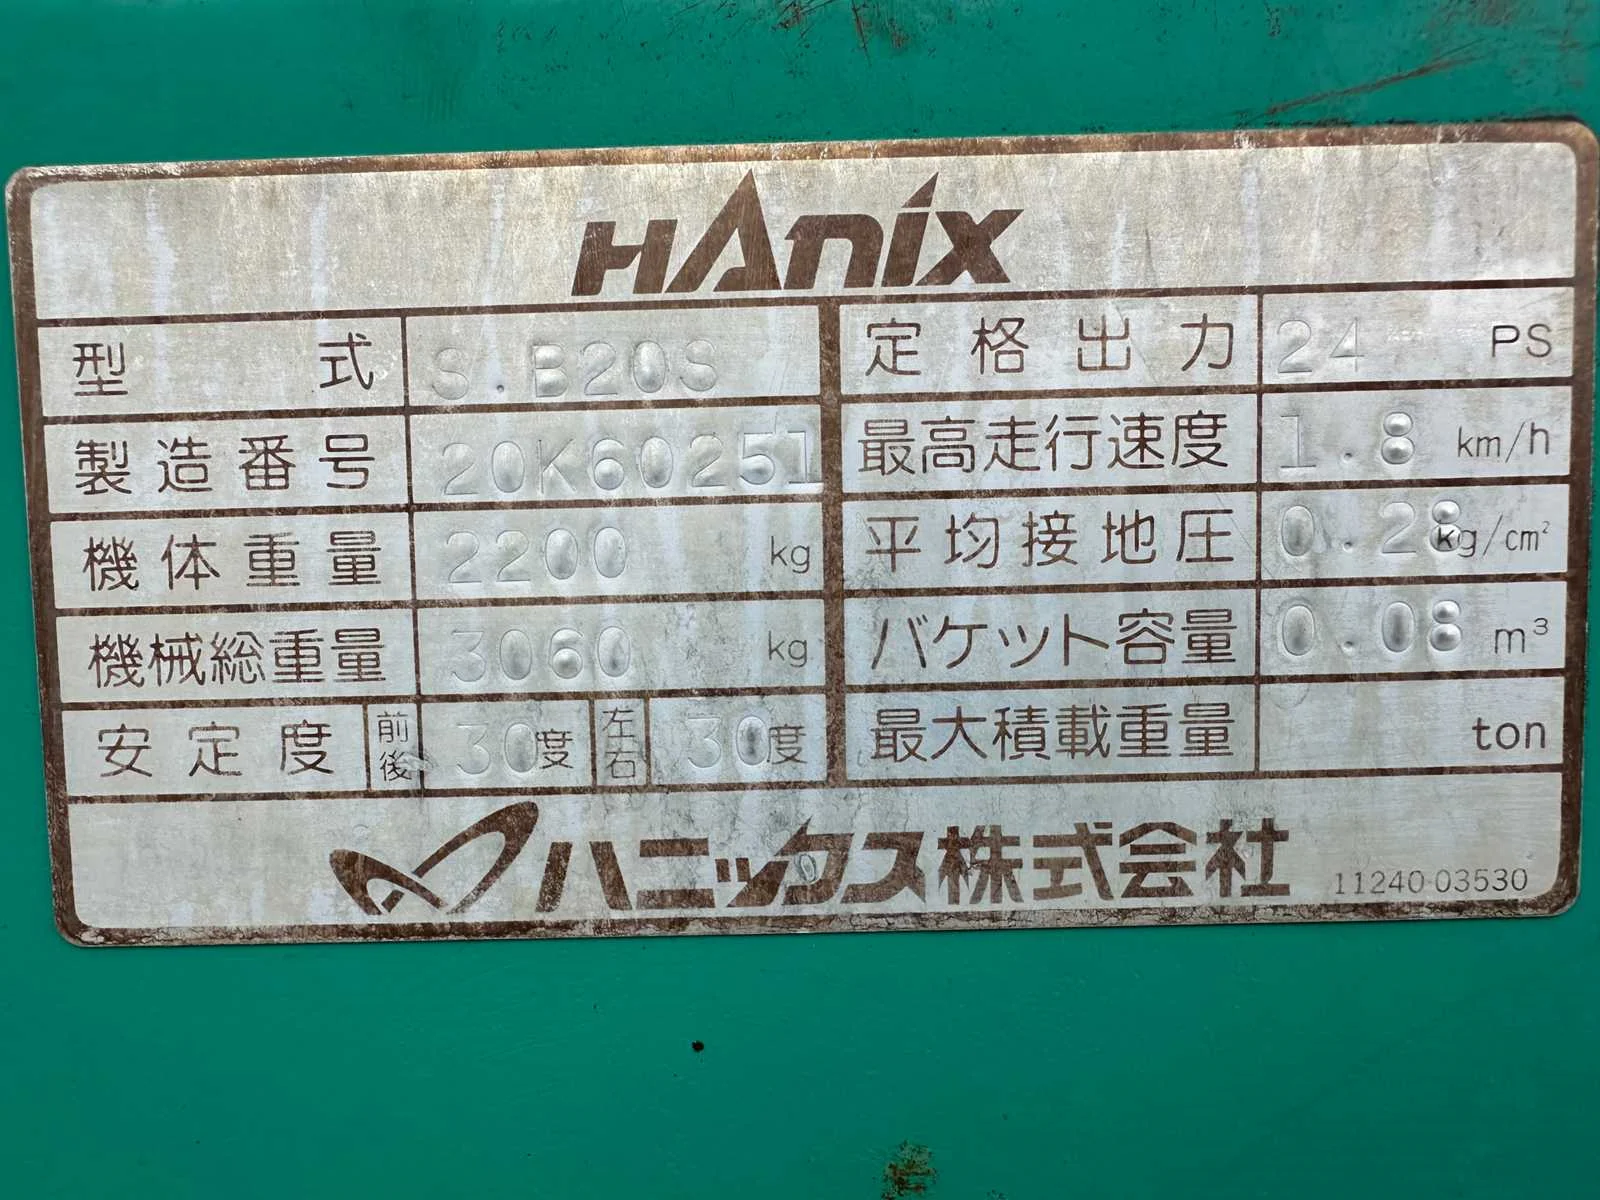 HANIX
型式 S.B20S 定格出力 24 PS
製造番号 20K60251 最高走行速度 1.8 km/h
機体重量 2200 kg 平均接地圧 0.28 kg/cm²
機械総重量 3060 kg バケット容量 0.08 m³
安定度 前後 30度 左右 30度 最大積載重量 ton
ハニックス株式会社 11240-03530